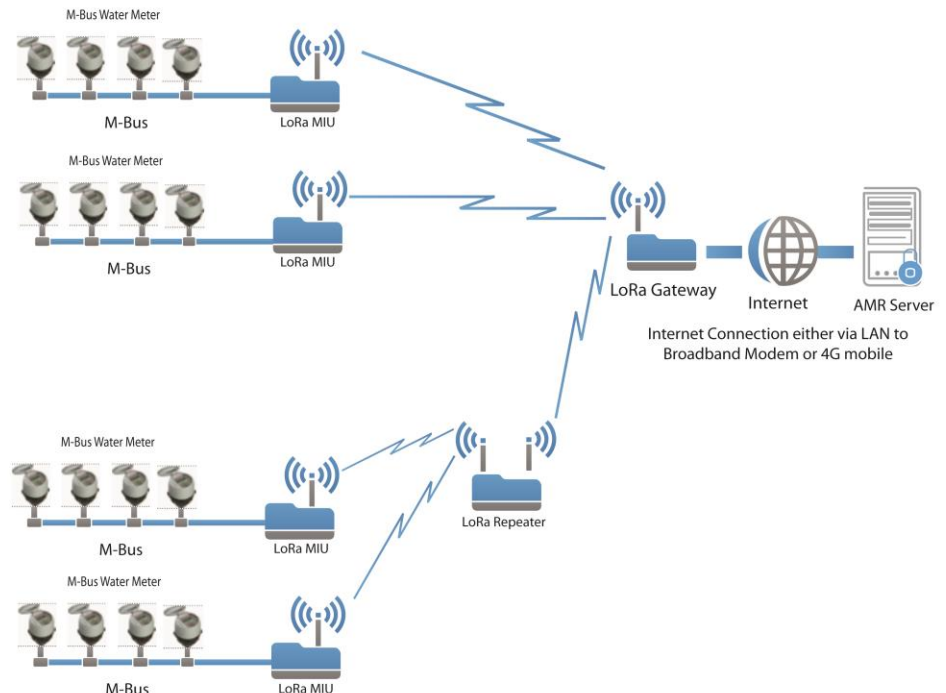 M-Bus Water Meter
LoRa MIU
M-Bus
M-Bus Water Meter
LoRa MIU
M-Bus
LoRa Gateway
Internet
AMR Server
Internet Connection either via LAN to
Broadband Modem or 4G mobile
M-Bus Water Meter
LoRa Repeater
LoRa MIU
M-Bus
M-Bus Water Meter
LoRa MIU
M-Bus